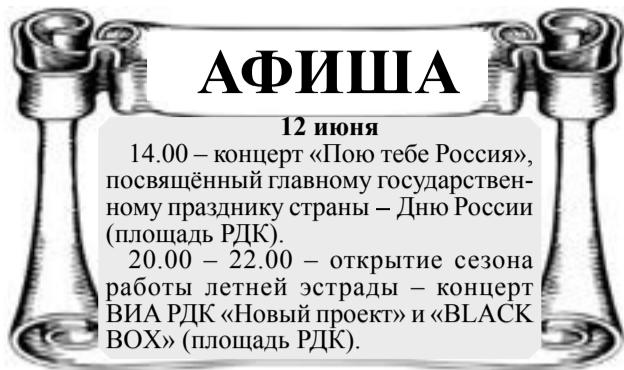 АФИША
12 июня
14.00 – концерт «Пою тебе Россия»,
посвящённый главному государствен-
ному празднику страны – Дню России
(площадь РДК).
20.00 – 22.00 – открытие сезона
работы летней эстрады – концерт
ВИА РДК «Новый проект» и «BLACK
BOX» (площадь РДК).